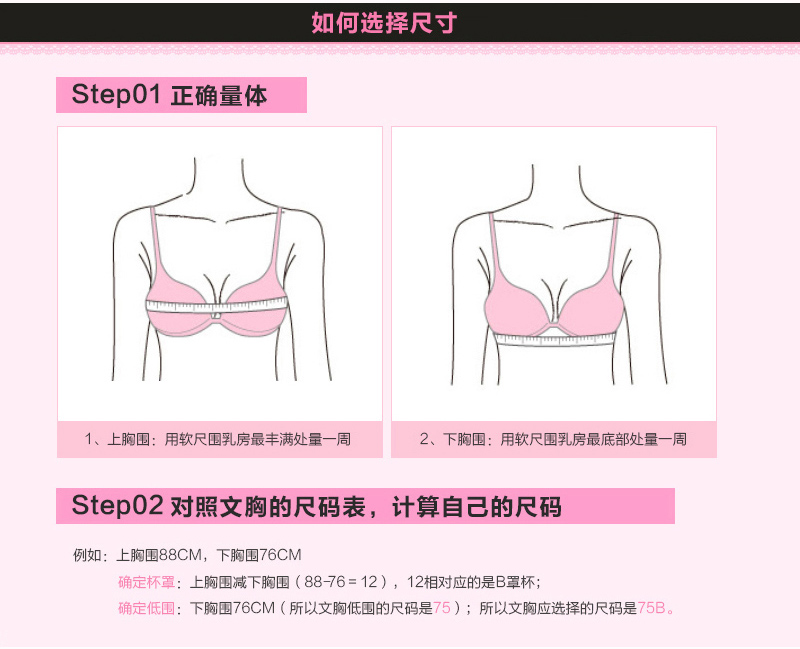 如何选择尺寸
Step01 正确量体
1、上胸围：用软尺围乳房最丰满处量一周
2、下胸围：用软尺围乳房最底部处量一周
Step02 对照文胸的尺码表，计算自己的尺码
例如：上胸围88CM，下胸围76CM
确定杯罩：上胸围减下胸围（88-76=12），12相对应的是B罩杯；
确定低围：下胸围76CM（所以文胸低围的尺码是75）；所以文胸应选择的尺码是75B。